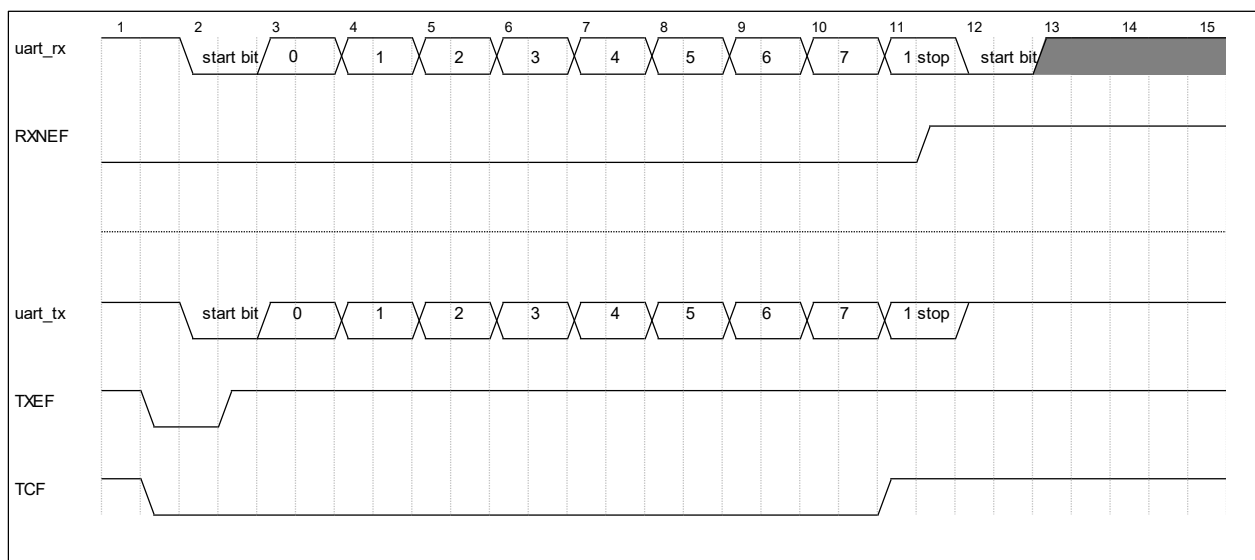 1 2 3 4 5 6 7 8 9 10 11 12 13 14 15
uart_rx start bit 0 1 2 3 4 5 6 7 1 stop start bit
RXNEF
uart_tx start bit 0 1 2 3 4 5 6 7 1 stop
TXEF
TCF